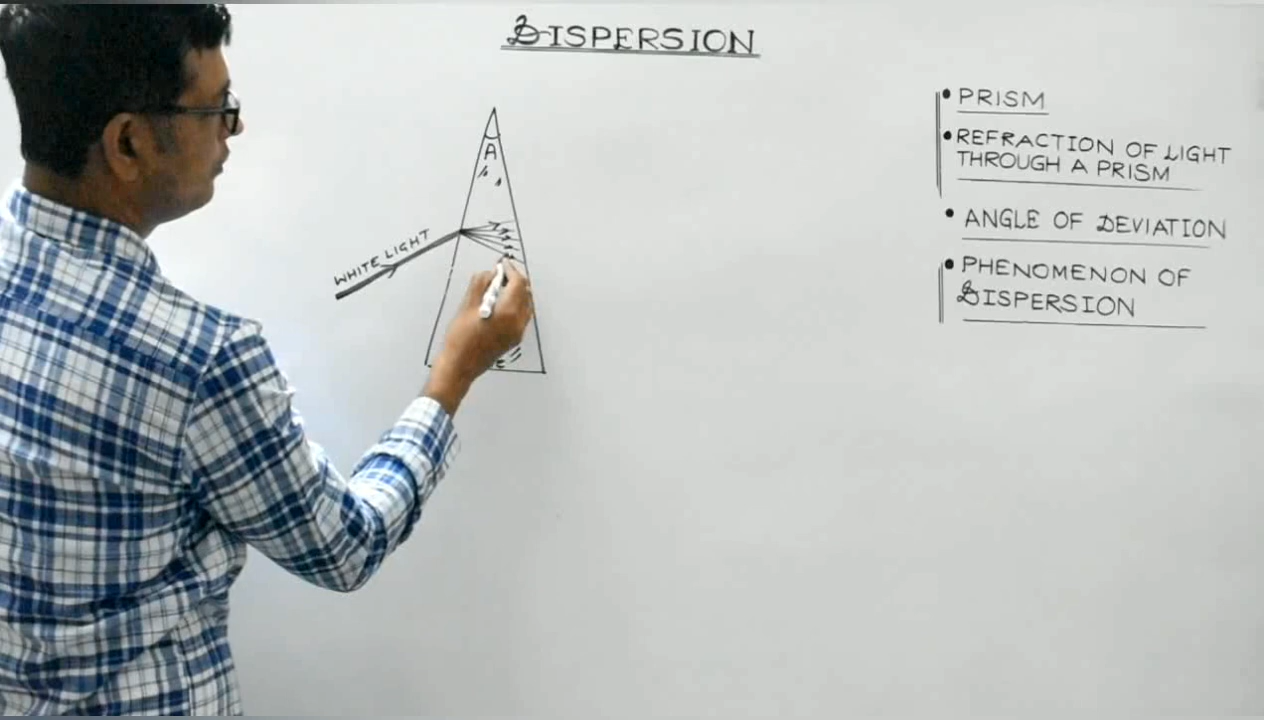 DISPERSION
A
WHITE LIGHT
• PRISM
• REFRACTION OF LIGHT
THROUGH A PRISM
• ANGLE OF DEVIATION
• PHENOMENON OF
DISPERSION